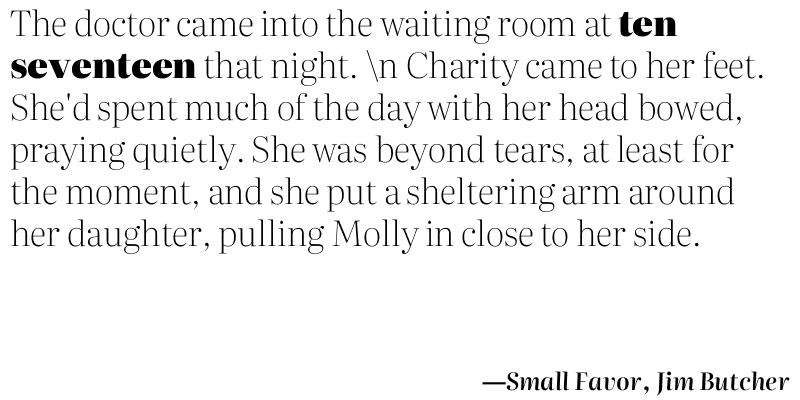 The doctor came into the waiting room at ten
seventeen that night. \n Charity came to her feet.
She'd spent much of the day with her head bowed,
praying quietly. She was beyond tears, at least for
the moment, and she put a sheltering arm around
her daughter, pulling Molly in close to her side.
—Small Favor, Jim Butcher